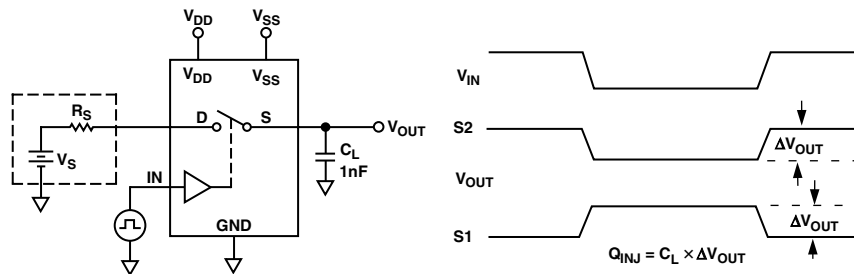 VDD VSS
VDD VSS
RS
VS
D S
VOUT
CL
1nF
IN
GND
VIN
S2
ΔVOUT
VOUT
ΔVOUT
S1
QINJ = CL × ΔVOUT